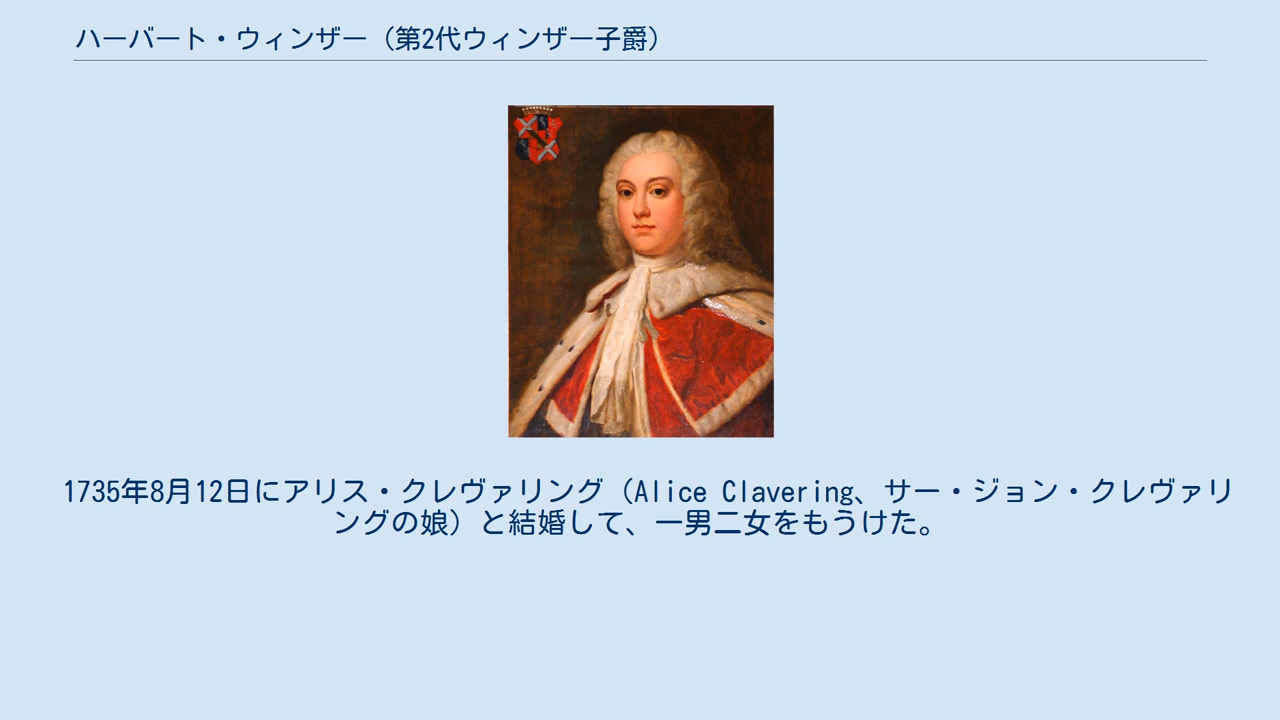 ハーバート・ウィンザー（第2代ウィンザー子爵）
1735年8月12日にアリス・クレヴァリング（Alice Clavering、サー・ジョン・クレヴァリ
ングの娘）と結婚して、一男二女をもうけた。